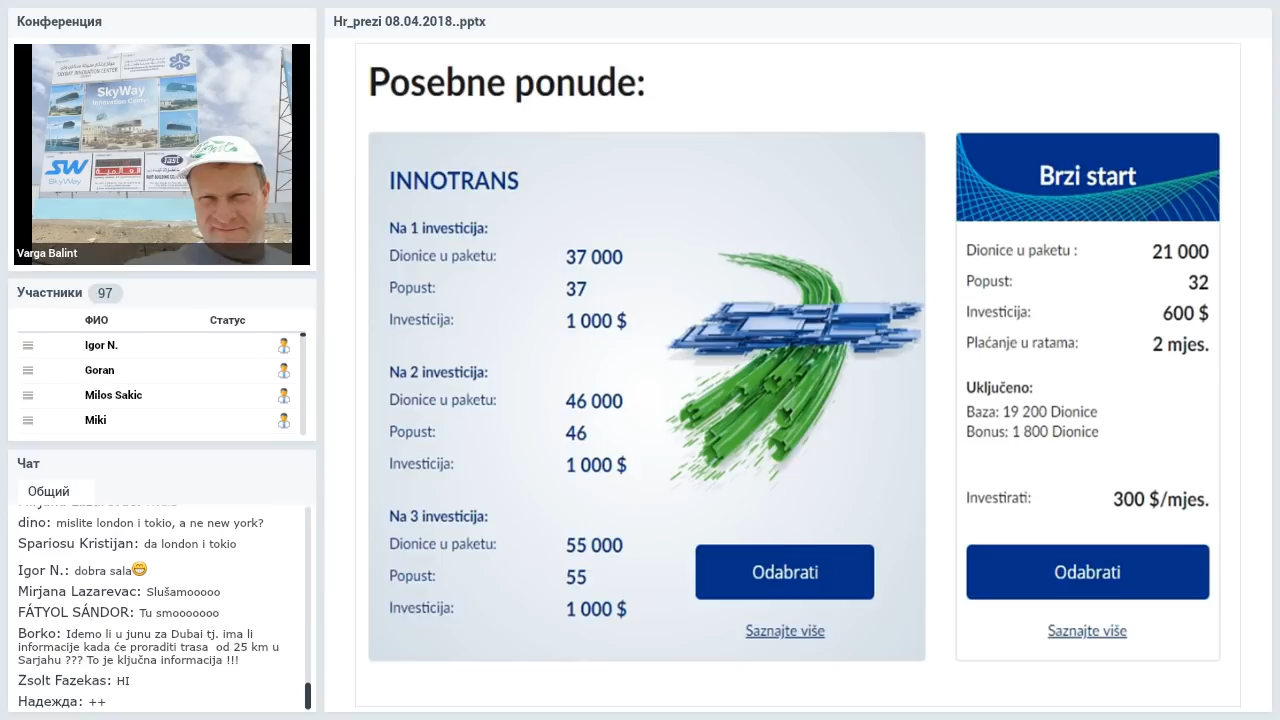 Конференция
SKYWAY INNOVATION CENTER
SkyWay
Innovation Center
SW
SkyWay
Varga Balint
Участники 97
ФИО Статус
Igor N.
Goran
Milos Sakic
Miki
Чат
Общий
dino: mislite london i tokio, a ne new york?
Spariosu Kristijan: da london i tokio
Igor N.: dobra sala
Mirjana Lazarevac: Slušamooooo
FÁTYOL SÁNDOR: Tu smooooooo
Borko: Idemo li u junu za Dubai tj. ima li
informacije kada će proraditi trasa od 25 km u
Sarjahu ??? To je ključna informacija !!!
Zsolt Fazekas: HI
Надежда: ++
Hr_prezi 08.04.2018..pptx
Posebne ponude:
INNOTRANS
Na 1 investicija:
Dionice u paketu: 37 000
Popust: 37
Investicija: 1 000 $
Na 2 investicija:
Dionice u paketu: 46 000
Popust: 46
Investicija: 1 000 $
Na 3 investicija:
Dionice u paketu: 55 000
Popust: 55
Investicija: 1 000 $
Odabrati
Saznajte više
Brzi start
Dionice u paketu : 21 000
Popust: 32
Investicija: 600 $
Plaćanje u ratama: 2 mjes.
Uključeno:
Baza: 19 200 Dionice
Bonus: 1 800 Dionice
Investirati: 300 $/mjes.
Odabrati
Saznajte više